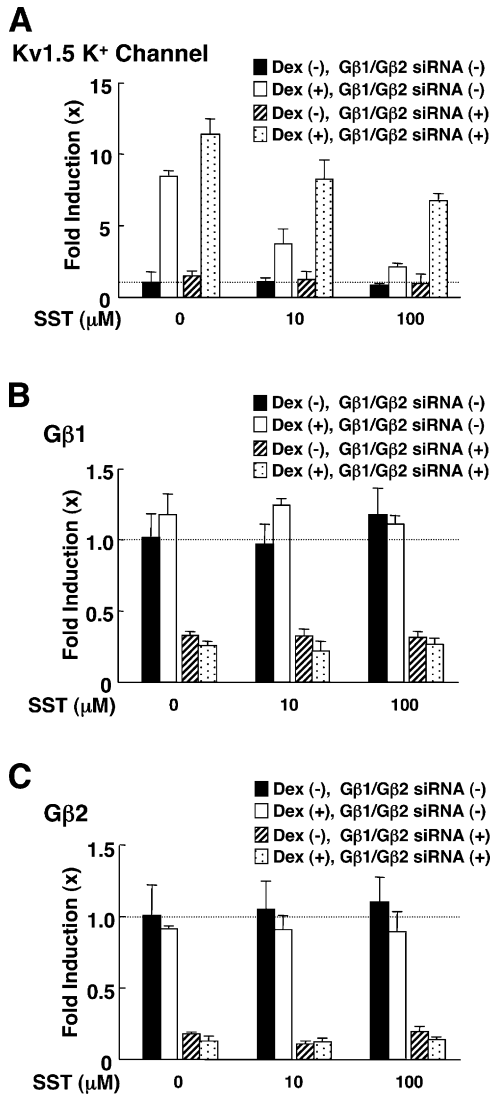 A
Kv1.5 K+ Channel
Dex (-), Gβ1/Gβ2 siRNA (-)
Dex (+), Gβ1/Gβ2 siRNA (-)
Dex (-), Gβ1/Gβ2 siRNA (+)
Dex (+), Gβ1/Gβ2 siRNA (+)
Fold Induction (x)
15
10
5
0
SST (μM) 0 10 100
B
Gβ1
Dex (-), Gβ1/Gβ2 siRNA (-)
Dex (+), Gβ1/Gβ2 siRNA (-)
Dex (-), Gβ1/Gβ2 siRNA (+)
Dex (+), Gβ1/Gβ2 siRNA (+)
Fold Induction (x)
1.5
1.0
0.5
0
SST (μM) 0 10 100
C
Gβ2
Dex (-), Gβ1/Gβ2 siRNA (-)
Dex (+), Gβ1/Gβ2 siRNA (-)
Dex (-), Gβ1/Gβ2 siRNA (+)
Dex (+), Gβ1/Gβ2 siRNA (+)
Fold Induction (x)
1.5
1.0
0.5
0
SST (μM) 0 10 100